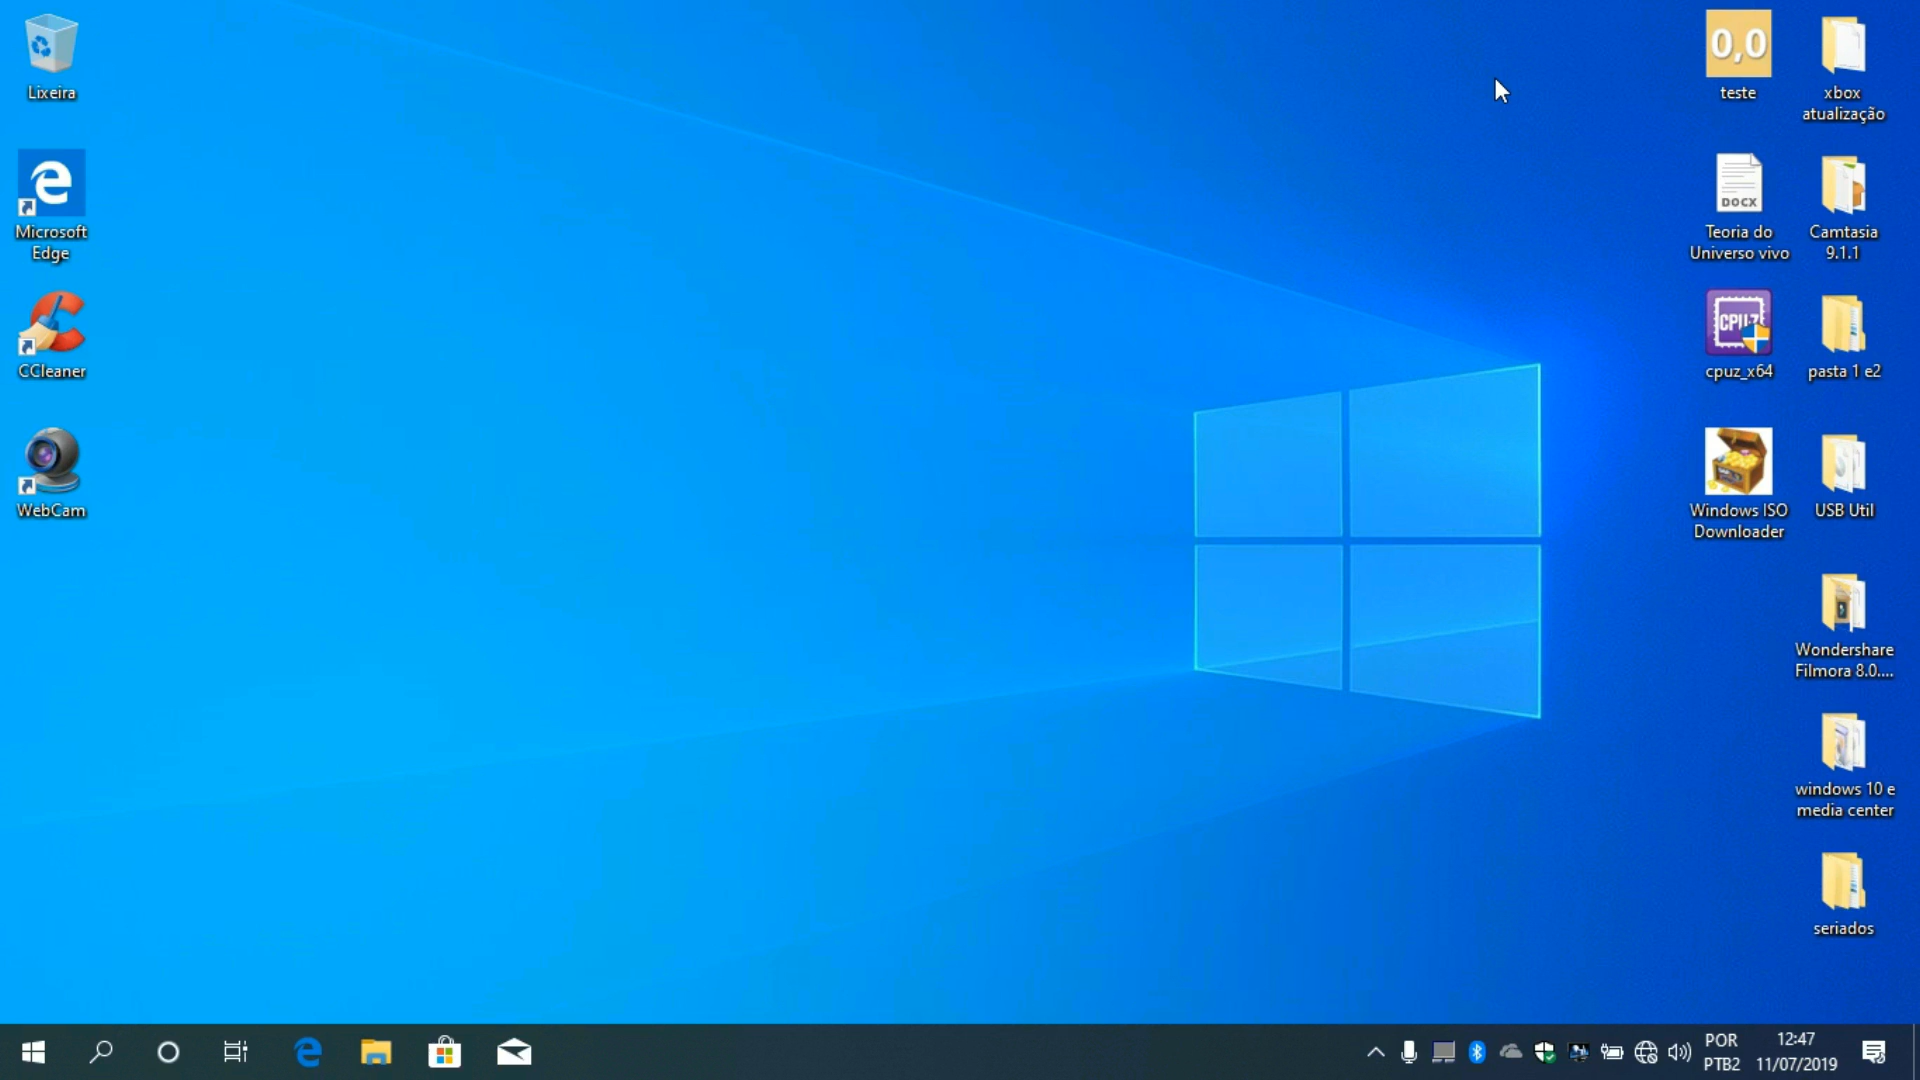 Lixeira
Microsoft
Edge
CCleaner
WebCam
0,0
teste
xbox
atualização
DOCX
Teoria do
Universo vivo
Camtasia
9.1.1
CPU-Z
cpuz_x64
pasta 1 e2
Windows ISO
Downloader
USB Util
Wondershare
Filmora 8.0....
windows 10 e
media center
seriados
POR
PTB2
12:47
11/07/2019